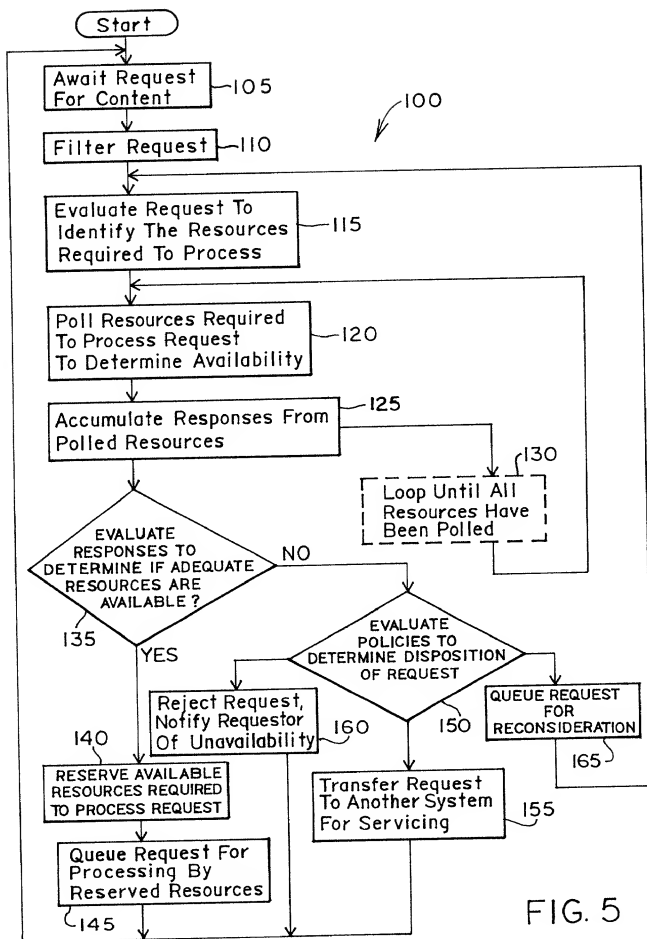 Start
Await Request
For Content
105
100
Filter Request
110
Evaluate Request To
Identify The Resources
Required To Process
115
Poll Resources Required
To Process Request
To Determine Availability
120
Accumulate Responses From
Polled Resources
125
130
Loop Until All
Resources Have
Been Polled
EVALUATE
RESPONSES TO
DETERMINE IF ADEQUATE
RESOURCES ARE
AVAILABLE ?
135
NO
YES
EVALUATE
POLICIES TO
DETERMINE DISPOSITION
OF REQUEST
150
Reject Request,
Notify Requestor
Of Unavailability
160
QUEUE REQUEST
FOR
RECONSIDERATION
165
140
RESERVE AVAILABLE
RESOURCES REQUIRED
TO PROCESS REQUEST
Transfer Request
To Another System
For Servicing
155
Queue Request For
Processing By
Reserved Resources
145
FIG. 5